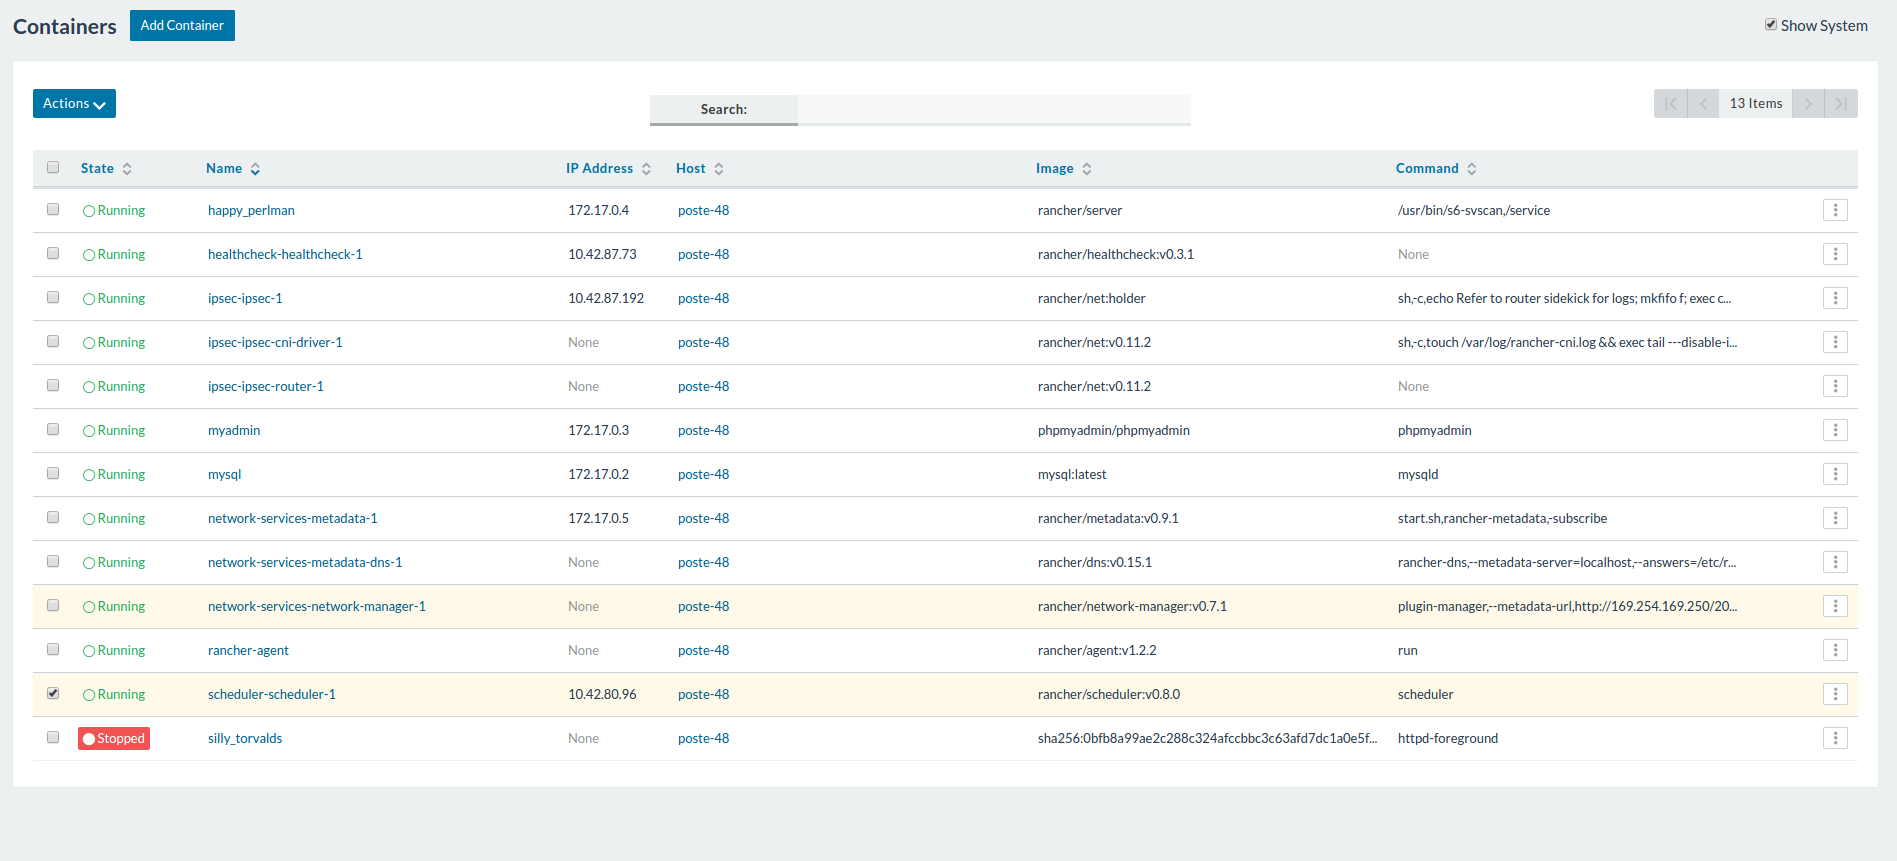 Containers Add Container Show System
Actions Search: 13 Items
State Name IP Address Host Image Command
Running happy_perlman 172.17.0.4 poste-48 rancher/server /usr/bin/s6-svscan,/service
Running healthcheck-healthcheck-1 10.42.87.73 poste-48 rancher/healthcheck:v0.3.1 None
Running ipsec-ipsec-1 10.42.87.192 poste-48 rancher/net:holder sh,-c,echo Refer to router sidekick for logs; mkfifo f; exec c...
Running ipsec-ipsec-cni-driver-1 None poste-48 rancher/net:v0.11.2 sh,-c,touch /var/log/rancher-cni.log && exec tail ---disable-i...
Running ipsec-ipsec-router-1 None poste-48 rancher/net:v0.11.2 None
Running myadmin 172.17.0.3 poste-48 phpmyadmin/phpmyadmin phpmyadmin
Running mysql 172.17.0.2 poste-48 mysql:latest mysqld
Running network-services-metadata-1 172.17.0.5 poste-48 rancher/metadata:v0.9.1 start.sh,rancher-metadata,-subscribe
Running network-services-metadata-dns-1 None poste-48 rancher/dns:v0.15.1 rancher-dns,--metadata-server=localhost,--answers=/etc/r...
Running network-services-network-manager-1 None poste-48 rancher/network-manager:v0.7.1 plugin-manager,--metadata-url,http://169.254.169.250/20...
Running rancher-agent None poste-48 rancher/agent:v1.2.2 run
Running scheduler-scheduler-1 10.42.80.96 poste-48 rancher/scheduler:v0.8.0 scheduler
Stopped silly_torvalds None poste-48 sha256:0bfb8a99ae2c288c324afccbbc3c63afd7dc1a0e5f... httpd-foreground